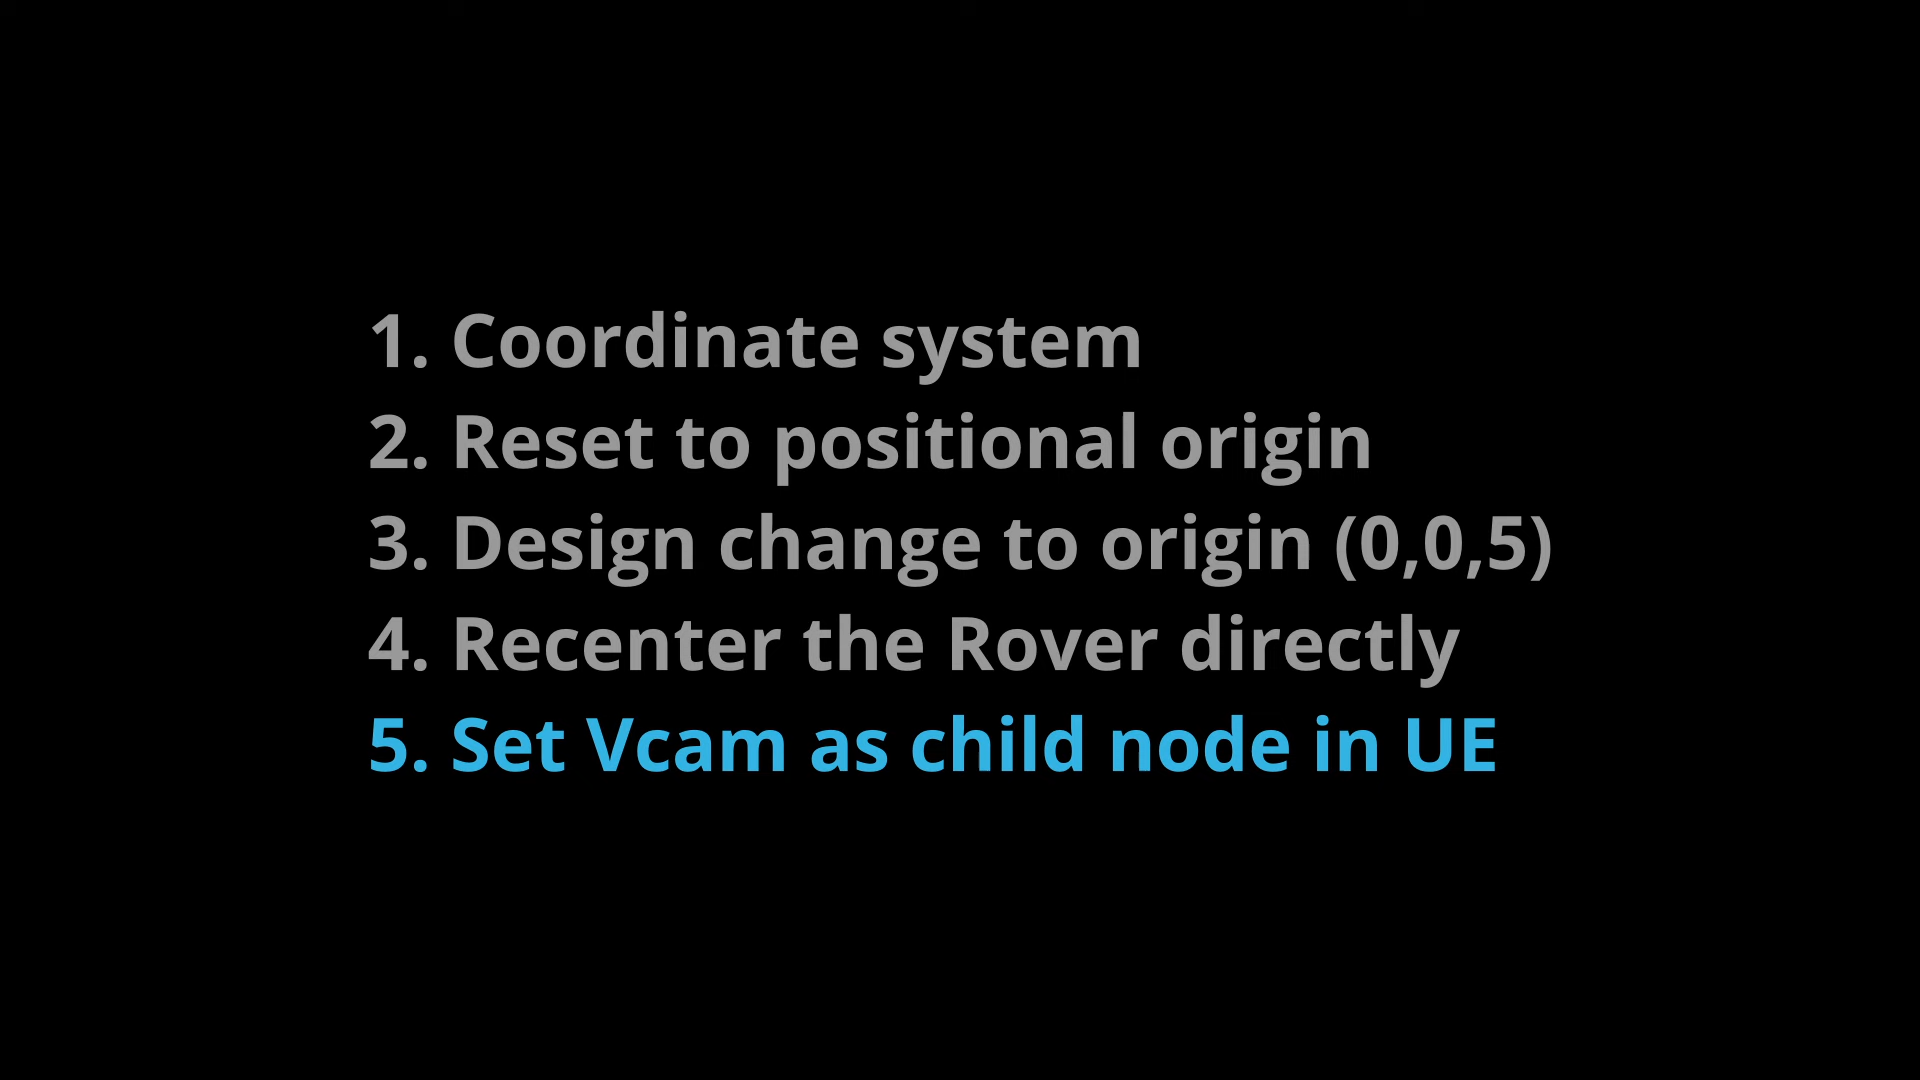 1. Coordinate system
2. Reset to positional origin
3. Design change to origin (0,0,5)
4. Recenter the Rover directly
5. Set Vcam as child node in UE